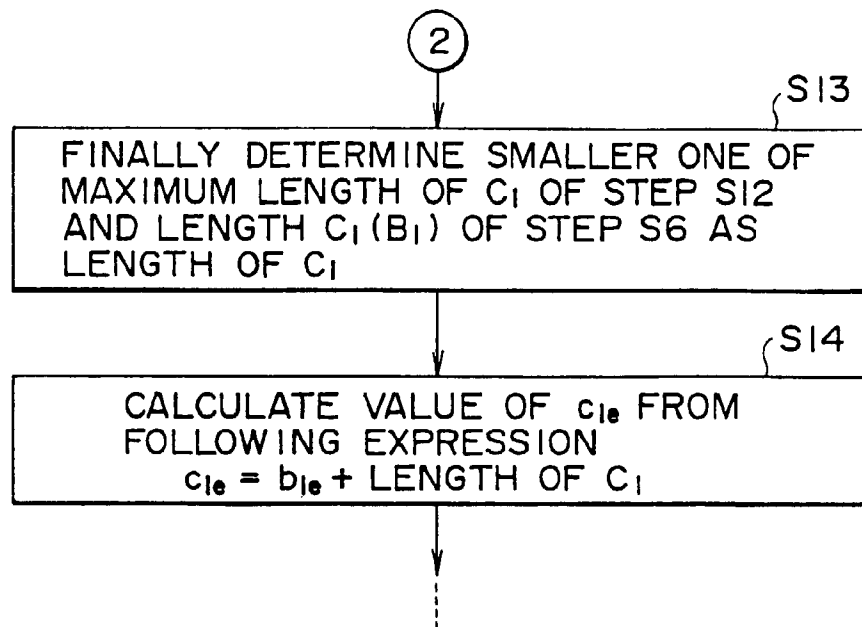 2
S13
FINALLY DETERMINE SMALLER ONE OF
MAXIMUM LENGTH OF C₁ OF STEP S12
AND LENGTH C₁(B₁) OF STEP S6 AS
LENGTH OF C₁
S14
CALCULATE VALUE OF c₁ₑ FROM
FOLLOWING EXPRESSION
c₁ₑ = b₁ₑ + LENGTH OF C₁